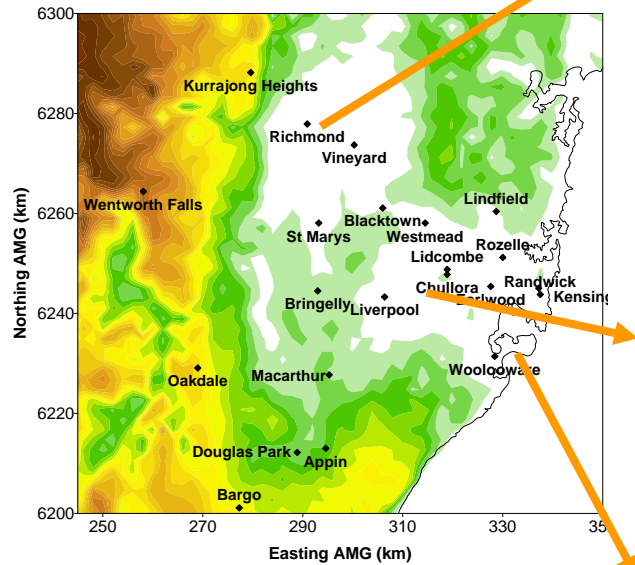 6300
Kurrajong Heights
6280
Richmond
Vineyard
Wentworth Falls
Lindfield
6260
Blacktown
St Marys
Westmead
Rozelle
Lidcombe
Chullora
Randwick
Bringelly
Earlwood
Kensing
6240
Liverpool
Woolooware
Oakdale
Macarthur
6220
Douglas Park
Appin
Bargo
6200
250
270
290
310
330
35
Easting AMG (km)
Northing AMG (km)